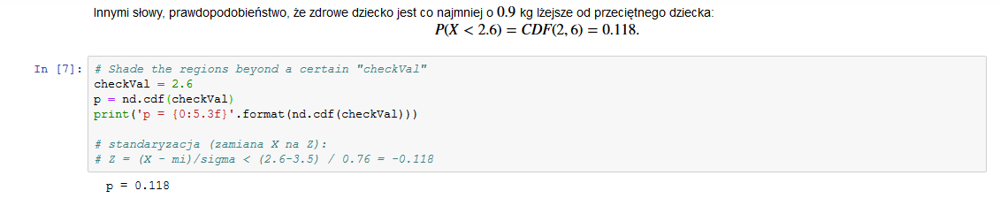 Innymi słowy, prawdopodobieństwo, że zdrowe dziecko jest co najmniej o 0.9 kg lżejsze od przeciętnego dziecka:
P(X < 2.6) = CDF(2, 6) = 0.118.
In [7]: # Shade the regions beyond a certain "checkVal"
checkVal = 2.6
p = nd.cdf(checkVal)
print('p = {0:5.3f}'.format(nd.cdf(checkVal)))
# standaryzacja (zamiana X na Z):
# Z = (X - mi)/sigma < (2.6-3.5) / 0.76 = -0.118
p = 0.118